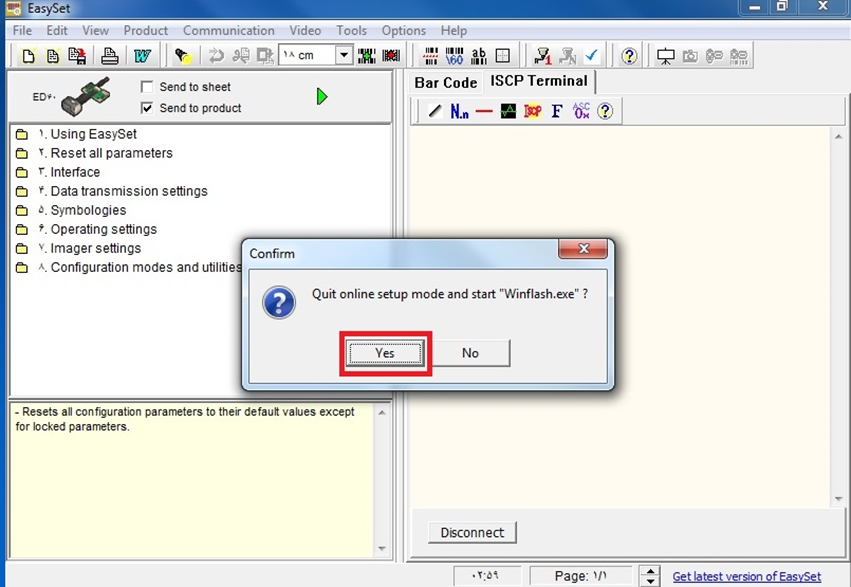 EasySet
File Edit View Product Communication Video Tools Options Help
۱۸ cm
ED۶۰
Send to sheet
Send to product
Bar Code ISCP Terminal
N.n ISCP F ASC 0x
۱. Using EasySet
۲. Reset all parameters
۳. Interface
۴. Data transmission settings
۵. Symbologies
۶. Operating settings
۷. Imager settings
۸. Configuration modes and utilities
Confirm
Quit online setup mode and start "Winflash.exe" ?
Yes No
- Resets all configuration parameters to their default values except
for locked parameters.
Disconnect
۰۲:۵۹ Page: ۱/۱ Get latest version of EasySet